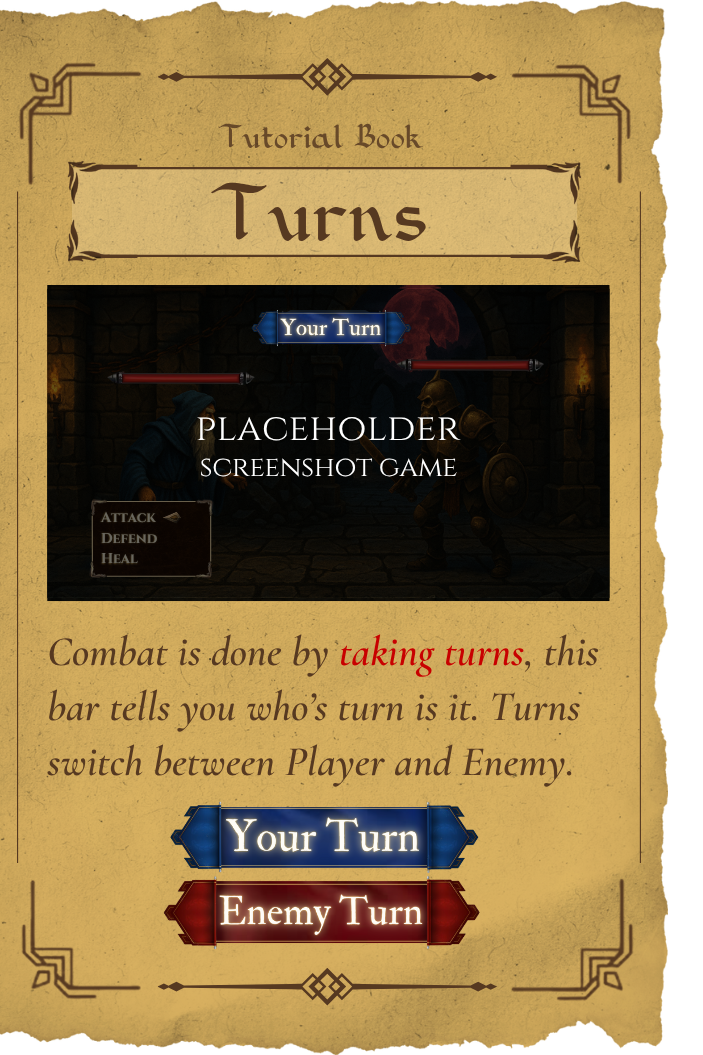 Tutorial Book
Turns
Your Turn
PLACEHOLDER
SCREENSHOT GAME
ATTACK
DEFEND
HEAL
Combat is done by taking turns, this
bar tells you who’s turn is it. Turns
switch between Player and Enemy.
Your Turn
Enemy Turn